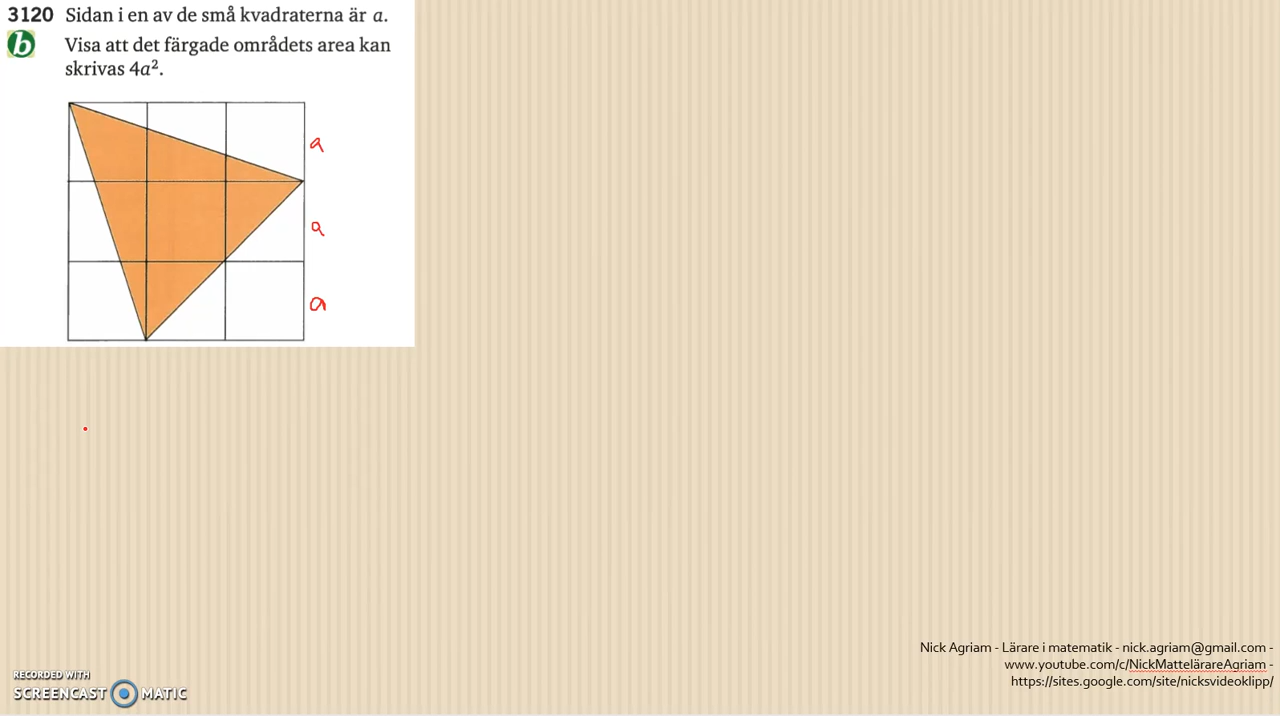 3120 Sidan i en av de små kvadraterna är a.
b Visa att det färgade områdets area kan
skrivas 4a².
a
a
a
Nick Agriam - Lärare i matematik - nick.agriam@gmail.com -
www.youtube.com/c/NickMattelärareAgriam -
https://sites.google.com/site/nicksvideoklipp/
RECORDED WITH
SCREENCAST MATIC